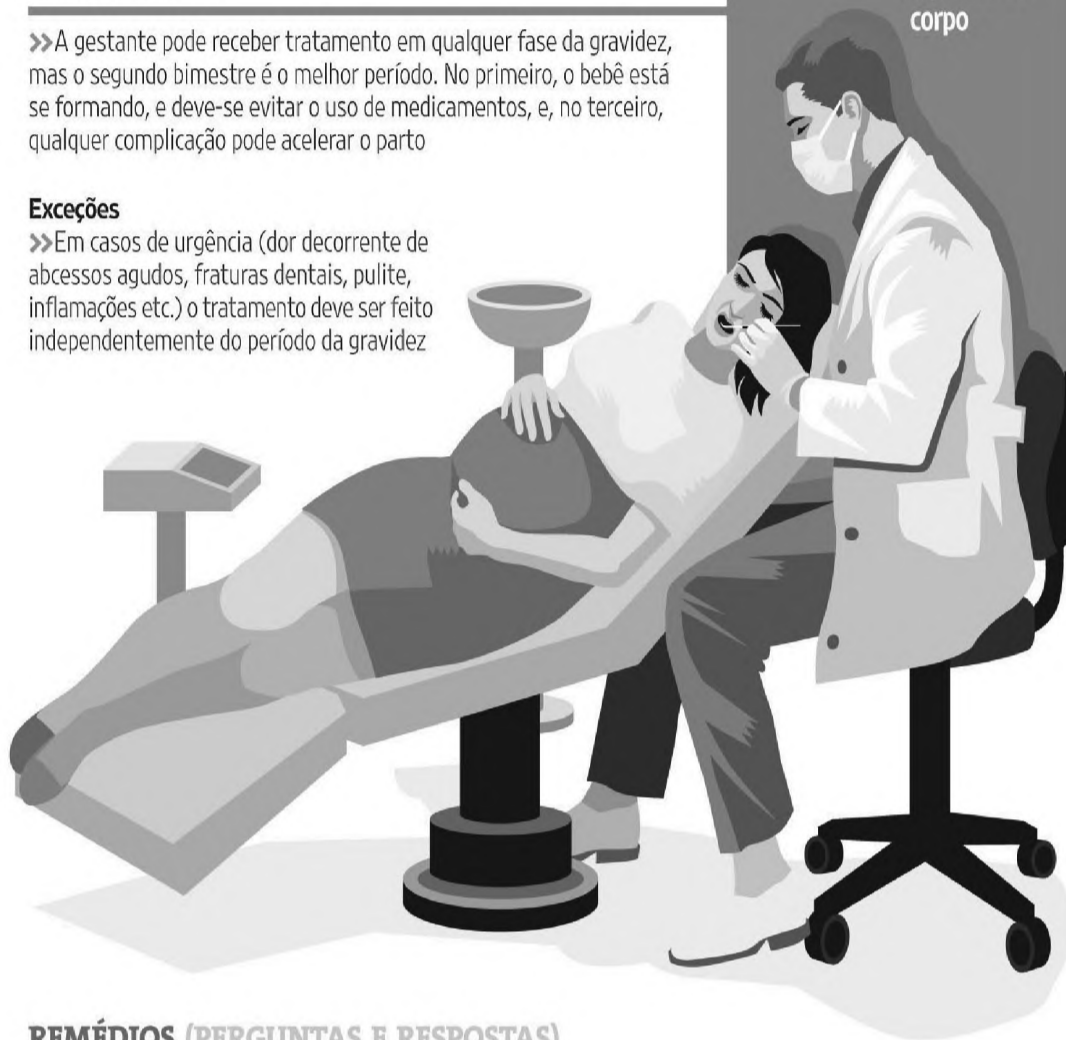 corpo
>>A gestante pode receber tratamento em qualquer fase da gravidez,
mas o segundo bimestre é o melhor período. No primeiro, o bebê está
se formando, e deve-se evitar o uso de medicamentos, e, no terceiro,
qualquer complicação pode acelerar o parto
Exceções
>>Em casos de urgência (dor decorrente de
abcessos agudos, fraturas dentais, pulite,
inflamações etc.) o tratamento deve ser feito
independentemente do período da gravidez
REMÉDIOS (PERGUNTAS E RESPOSTAS)